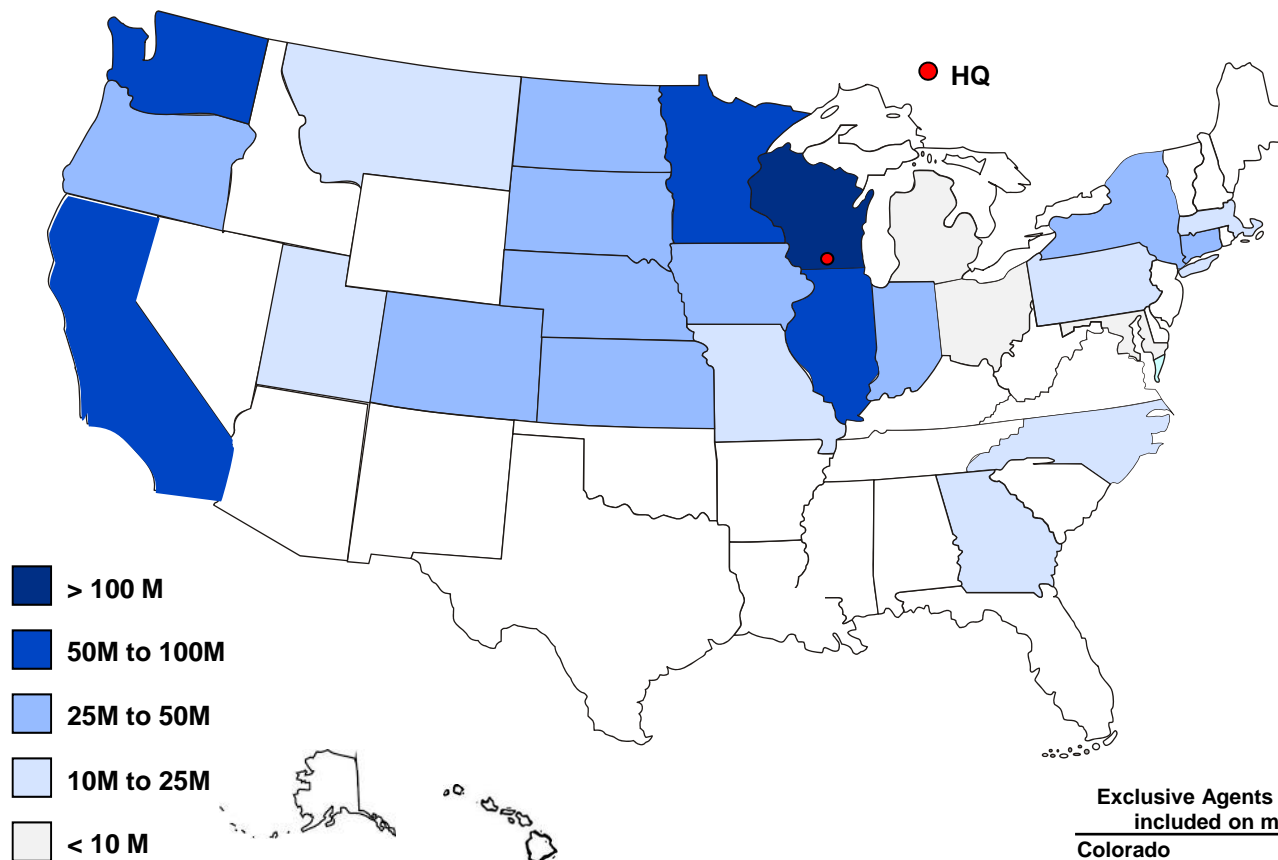 HQ
> 100 M
50M to 100M
25M to 50M
10M to 25M
< 10 M
Exclusive Agents
included on m
Colorado